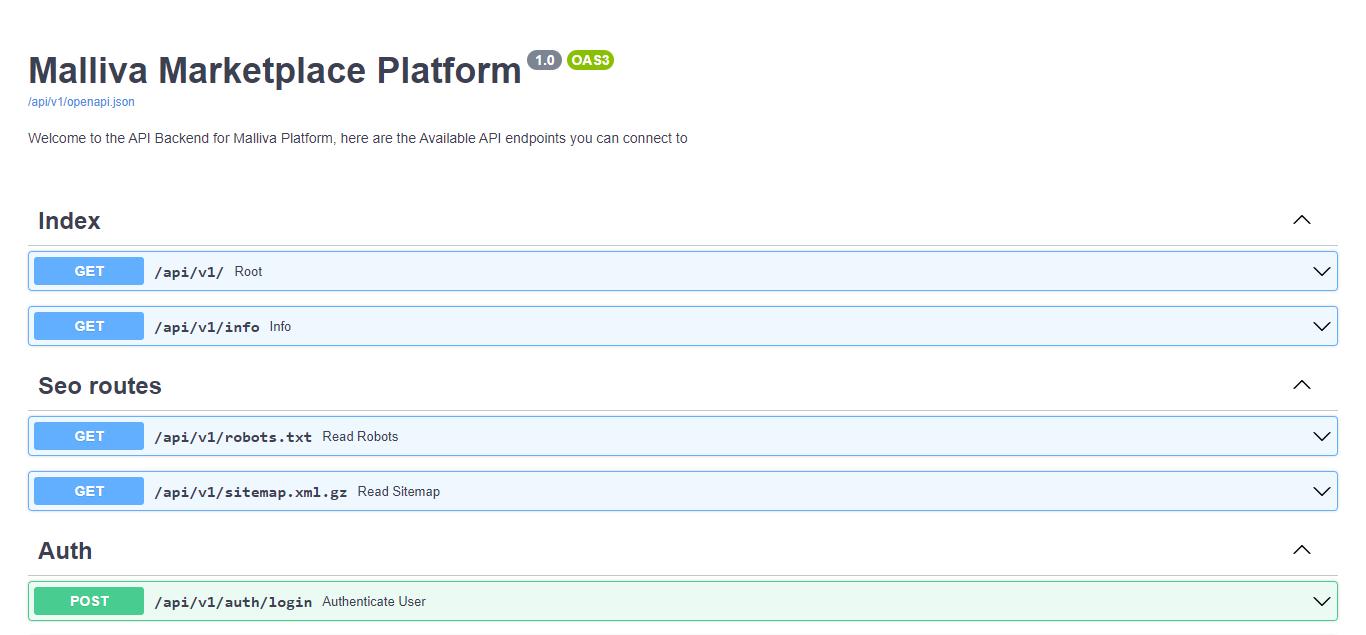 Malliva Marketplace Platform 1.0 OAS3
/api/v1/openapi.json
Welcome to the API Backend for Malliva Platform, here are the Available API endpoints you can connect to
Index
GET /api/v1/ Root
GET /api/v1/info Info
Seo routes
GET /api/v1/robots.txt Read Robots
GET /api/v1/sitemap.xml.gz Read Sitemap
Auth
POST /api/v1/auth/login Authenticate User